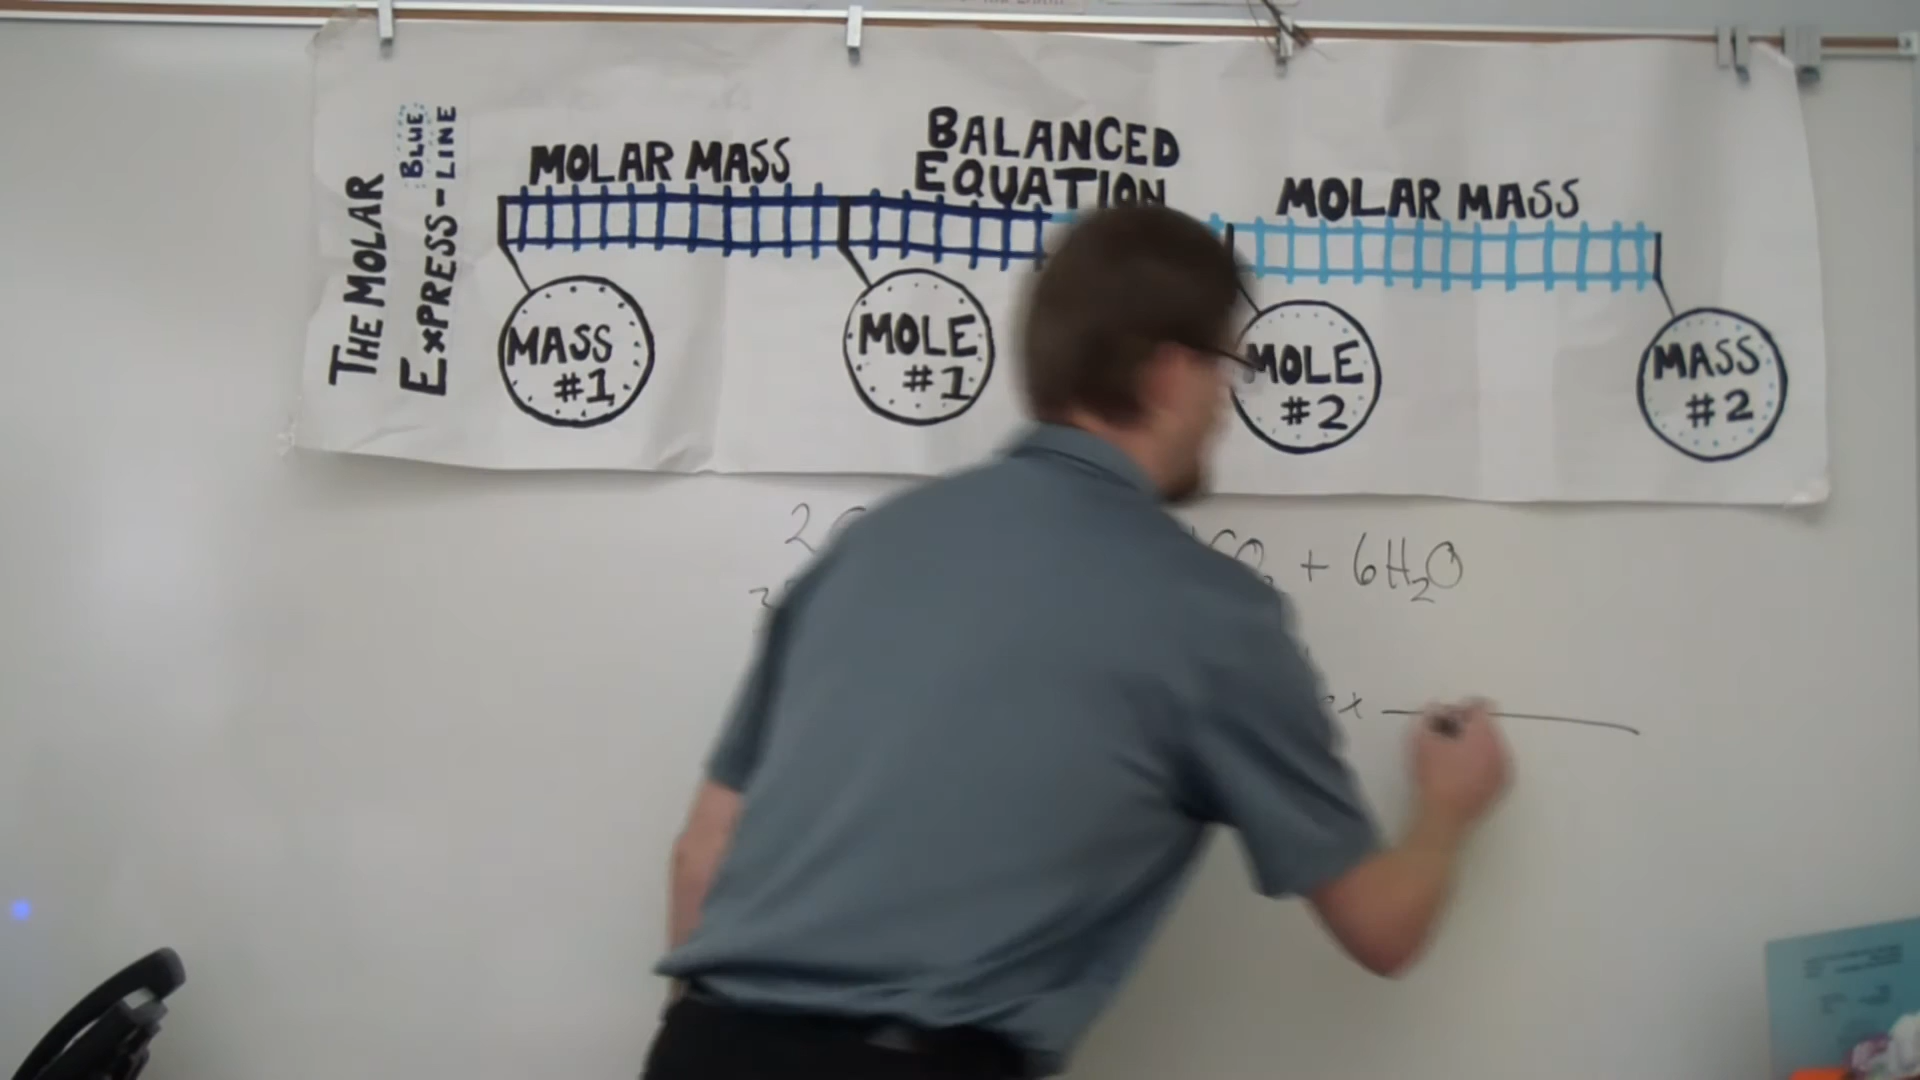 THE MOLAR
EXPRESS-BLUE LINE
MOLAR MASS
BALANCED
EQUATION
MOLAR MASS
MASS
#1
MOLE
#1
MOLE
#2
MASS
#2
2 + 6H₂O
x